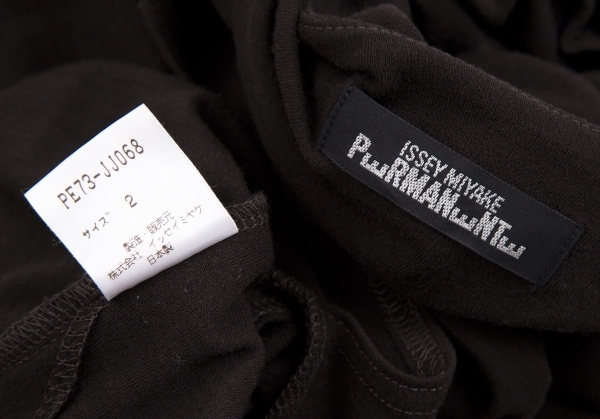 PE73-JJ068
サイズ 2
製造・販売元
株式会社 イッセイミヤケ
日本製
ISSEY MIYAKE
PERMANENTE